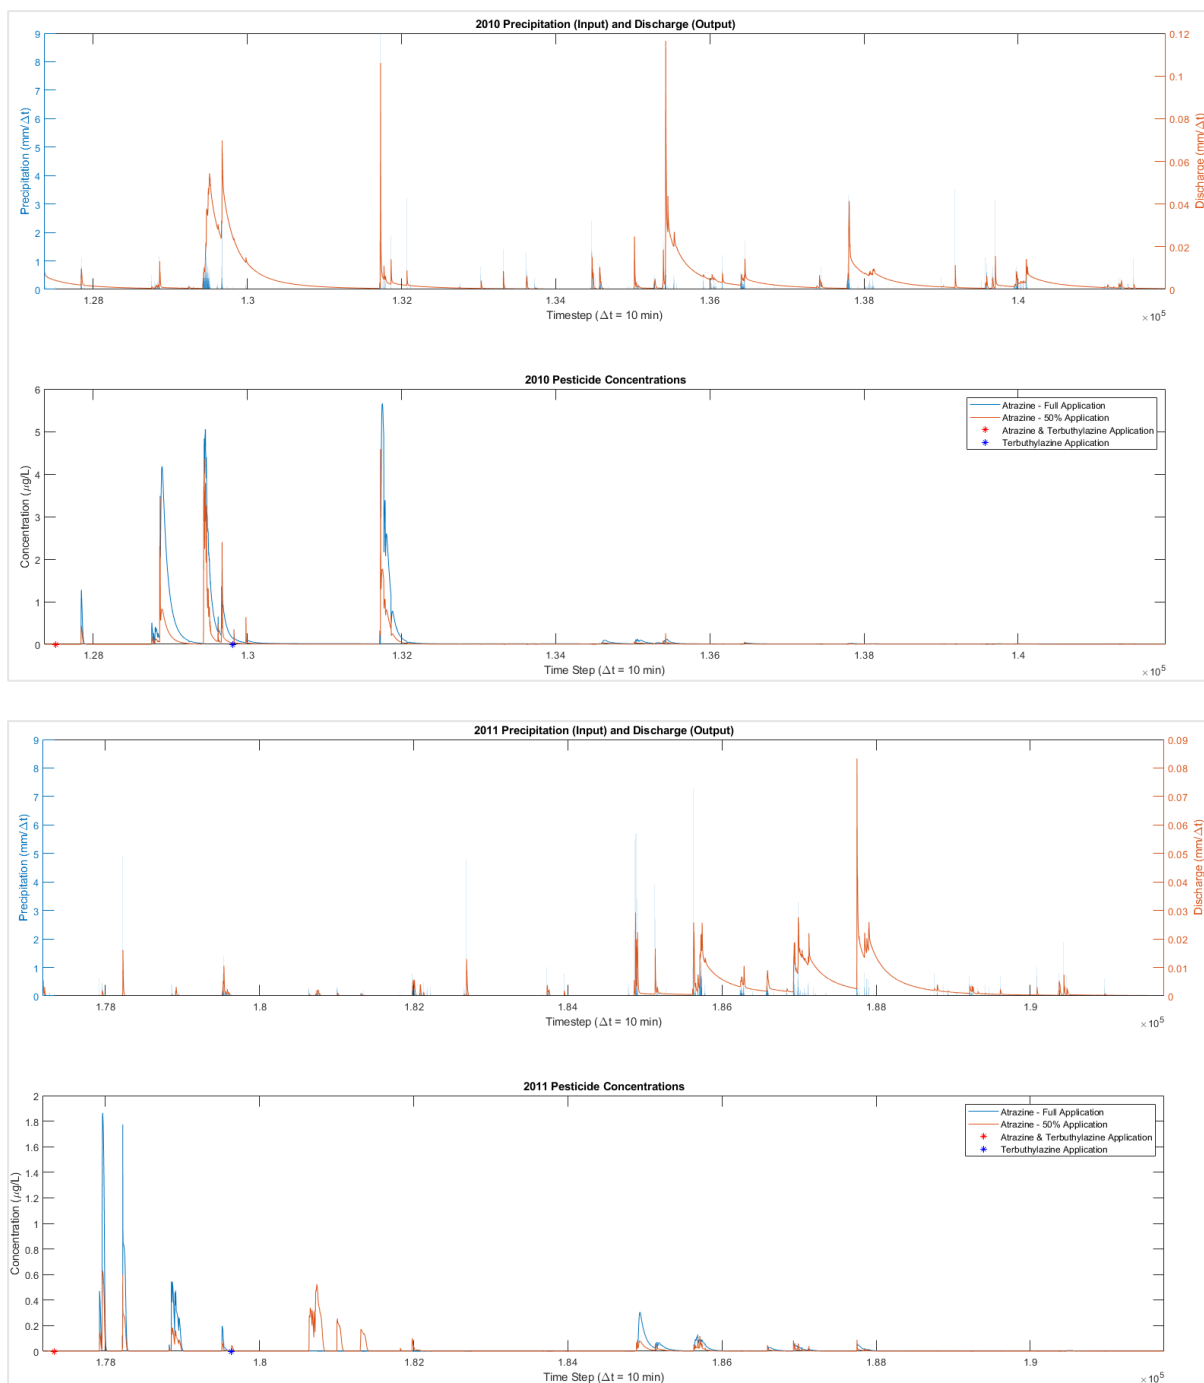 2010 Precipitation (Input) and Discharge (Output)
9
8
7
6
5
4
3
2
1
0
Precipitation (mm/Δt)
0.12
0.1
0.08
0.06
0.04
0.02
0
Discharge (mm/Δt)
1.28 1.3 1.32 1.34 1.36 1.38 1.4
Timestep (Δt = 10 min)
×10⁵
2010 Pesticide Concentrations
6
5
4
3
2
1
0
Concentration (μg/L)
Atrazine - Full Application
Atrazine - 50% Application
Atrazine & Terbuthylazine Application
Terbuthylazine Application
1.28 1.3 1.32 1.34 1.36 1.38 1.4
Time Step (Δt = 10 min)
×10⁵
2011 Precipitation (Input) and Discharge (Output)
9
8
7
6
5
4
3
2
1
0
Precipitation (mm/Δt)
0.09
0.08
0.07
0.06
0.05
0.04
0.03
0.02
0.01
0
Discharge (mm/Δt)
1.78 1.8 1.82 1.84 1.86 1.88 1.9
Timestep (Δt = 10 min)
×10⁵
2011 Pesticide Concentrations
2
1.8
1.6
1.4
1.2
1
0.8
0.6
0.4
0.2
0
Concentration (μg/L)
Atrazine - Full Application
Atrazine - 50% Application
Atrazine & Terbuthylazine Application
Terbuthylazine Application
1.78 1.8 1.82 1.84 1.86 1.88 1.9
Time Step (Δt = 10 min)
×10⁵